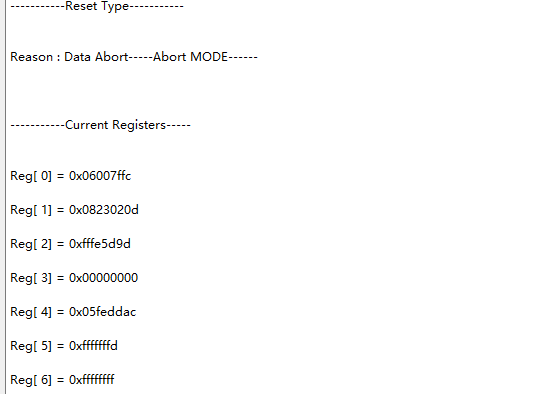 -----------Reset Type-----------
Reason : Data Abort-----Abort MODE------
-----------Current Registers-----
Reg[ 0] = 0x06007ffc
Reg[ 1] = 0x0823020d
Reg[ 2] = 0xfffe5d9d
Reg[ 3] = 0x00000000
Reg[ 4] = 0x05feddac
Reg[ 5] = 0xfffffffd
Reg[ 6] = 0xffffffff